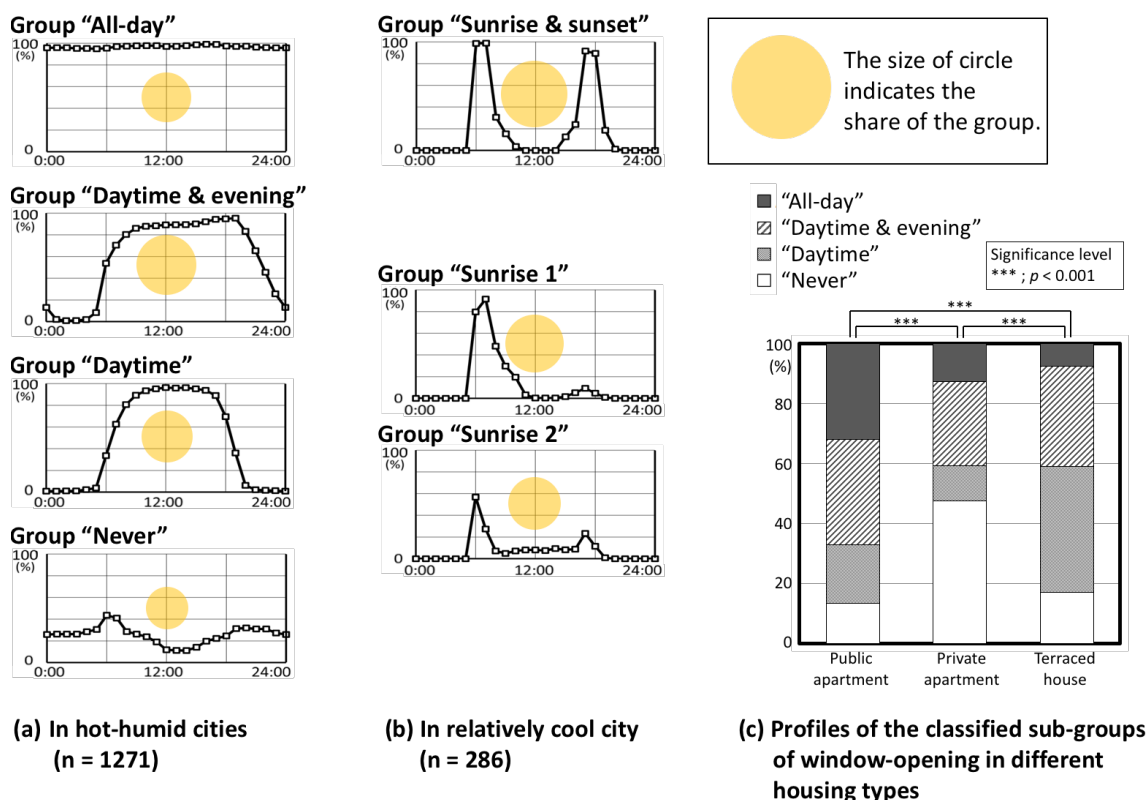 Group “All-day”
100
(%)
0
0:00
12:00
24:00
Group “Daytime & evening”
100
(%)
0
0:00
12:00
24:00
Group “Daytime”
100
(%)
0
0:00
12:00
24:00
Group “Never”
100
(%)
0
0:00
12:00
24:00
(a) In hot-humid cities
(n = 1271)
Group “Sunrise & sunset”
100
(%)
0
0:00
12:00
24:00
Group “Sunrise 1”
100
(%)
0
0:00
12:00
24:00
Group “Sunrise 2”
100
(%)
0
0:00
12:00
24:00
(b) In relatively cool city
(n = 286)
The size of circle
indicates the
share of the group.
“All-day”
“Daytime & evening”
“Daytime”
“Never”
Significance level
*** ; p < 0.001
***
***
***
100
(%)
80
60
40
20
0
Public
apartment
Private
apartment
Terraced
house
(c) Profiles of the classified sub-groups
of window-opening in different
housing types